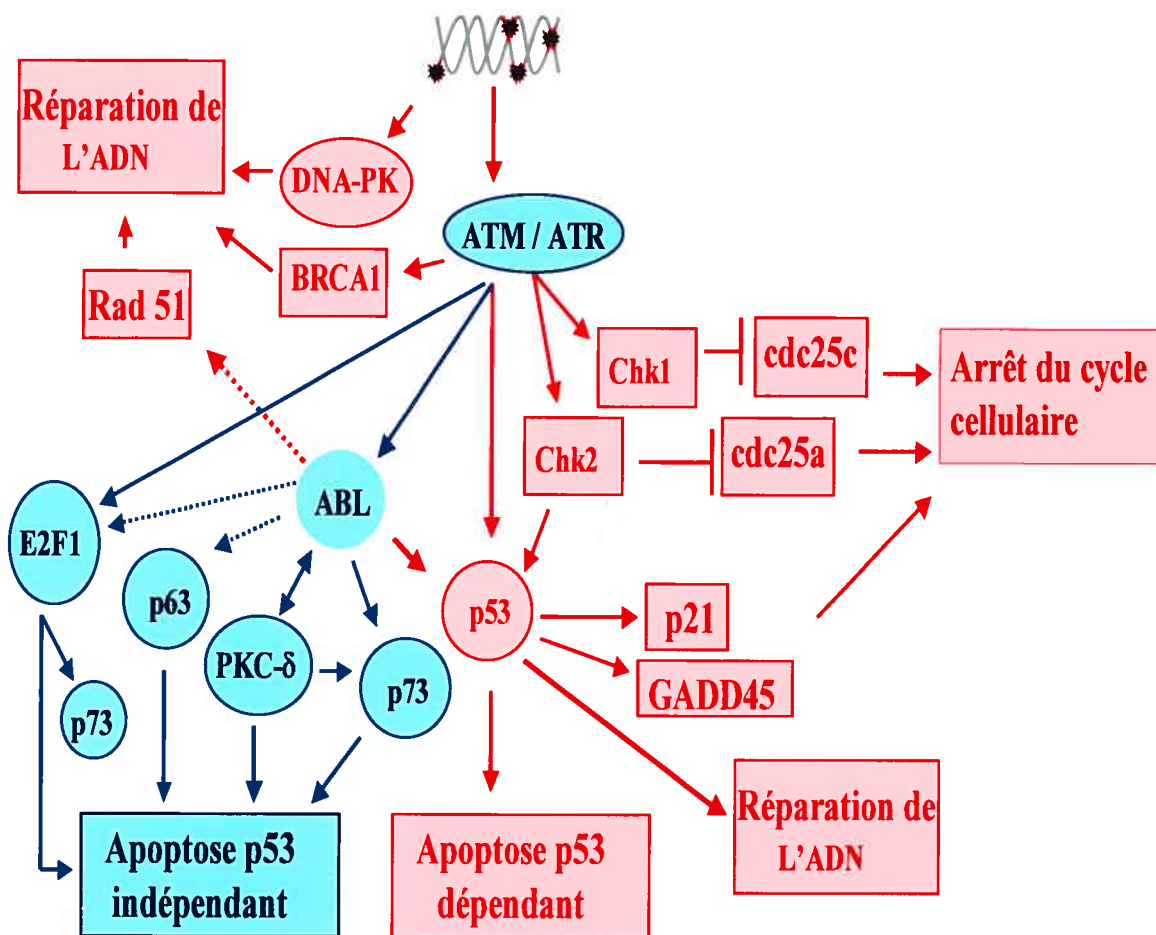 Réparation de
L'ADN
DNA-PK
ATM / ATR
BRCA1
Rad 51
Chk1
cdc25c
Arrêt du cycle
cellulaire
Chk2
cdc25a
ABL
E2F1
p63
p53
p21
PKC-δ
p73
GADD45
p73
Réparation de
L'ADN
Apoptose p53
indépendant
Apoptose p53
dépendant